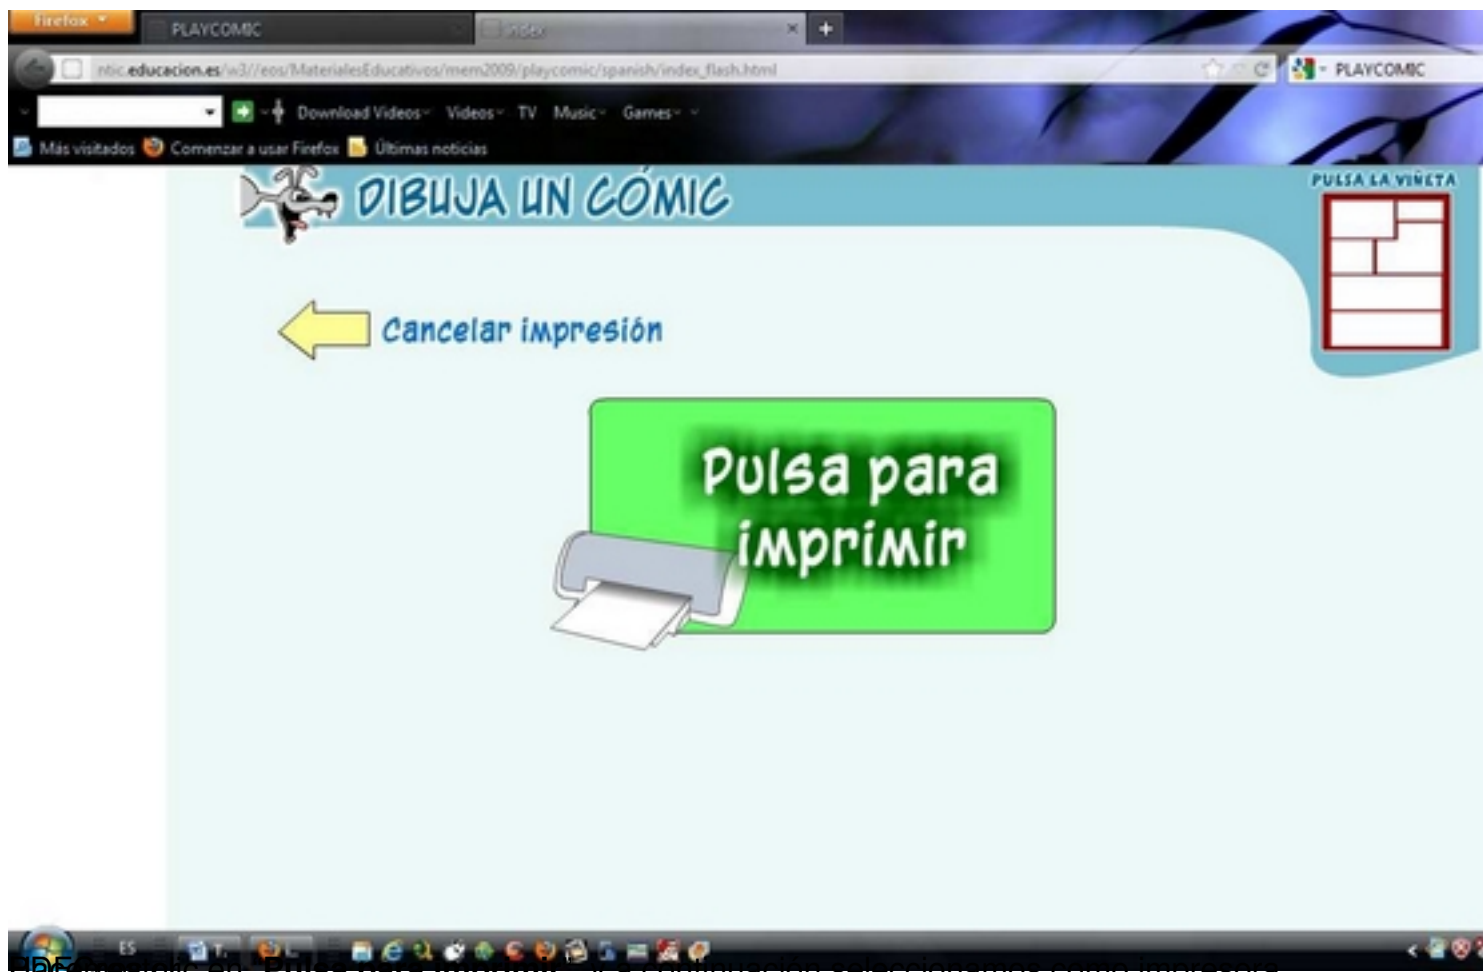 Firefox
PLAYCOMIC
index
ntic.educacion.es/w3//eos/MaterialesEducativos/mem2009/playcomic/spanish/index_flash.html
PLAYCOMIC
Download Videos Videos TV Music Games
Más visitados Comenzar a usar Firefox Últimas noticias
DIBUJA UN CÓMIC
PULSA LA VIÑETA
Cancelar impresión
Pulsa para
imprimir
ES